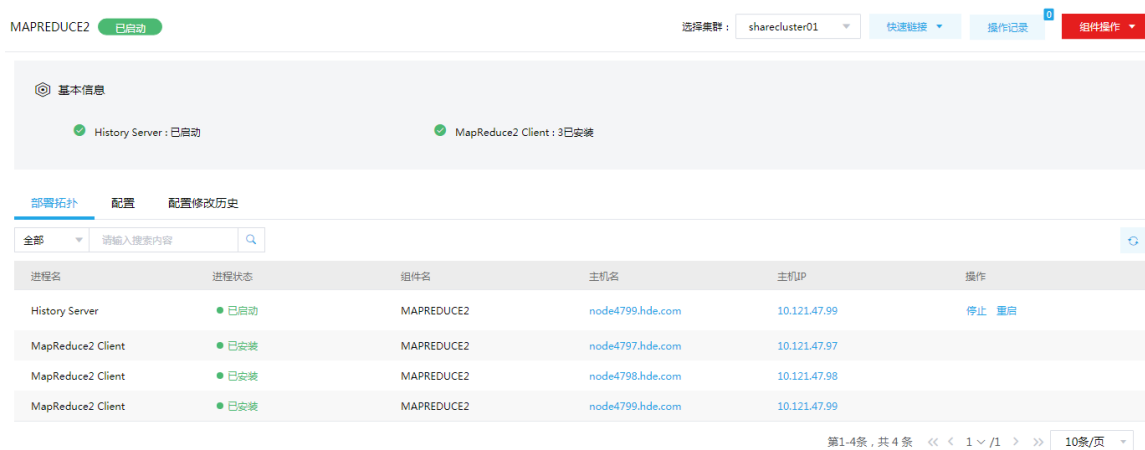 MAPREDUCE2 已启动 选择集群： sharecluster01 快速链接 操作记录 0 组件操作
基本信息
History Server : 已启动 MapReduce2 Client : 3已安装
部署拓扑 配置 配置修改历史
全部 请输入搜索内容
进程名 进程状态 组件名 主机名 主机IP 操作
History Server 已启动 MAPREDUCE2 node4799.hde.com 10.121.47.99 停止 重启
MapReduce2 Client 已安装 MAPREDUCE2 node4797.hde.com 10.121.47.97
MapReduce2 Client 已安装 MAPREDUCE2 node4798.hde.com 10.121.47.98
MapReduce2 Client 已安装 MAPREDUCE2 node4799.hde.com 10.121.47.99
第1-4条，共 4 条 1 /1 10条/页